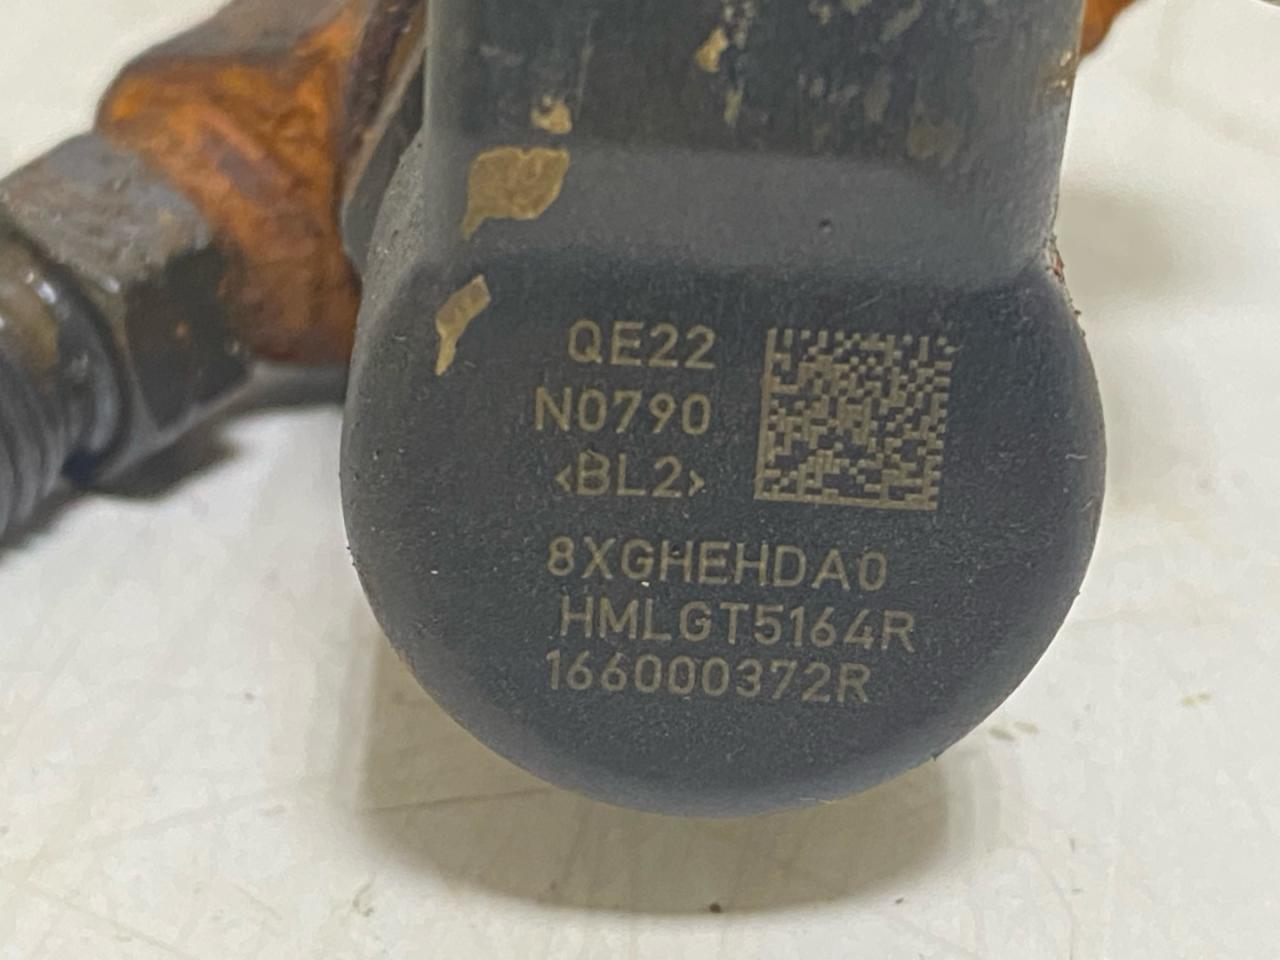 QE22
N0790
‹BL2›
8XGHEHDA0
HMLGT5164R
166000372R